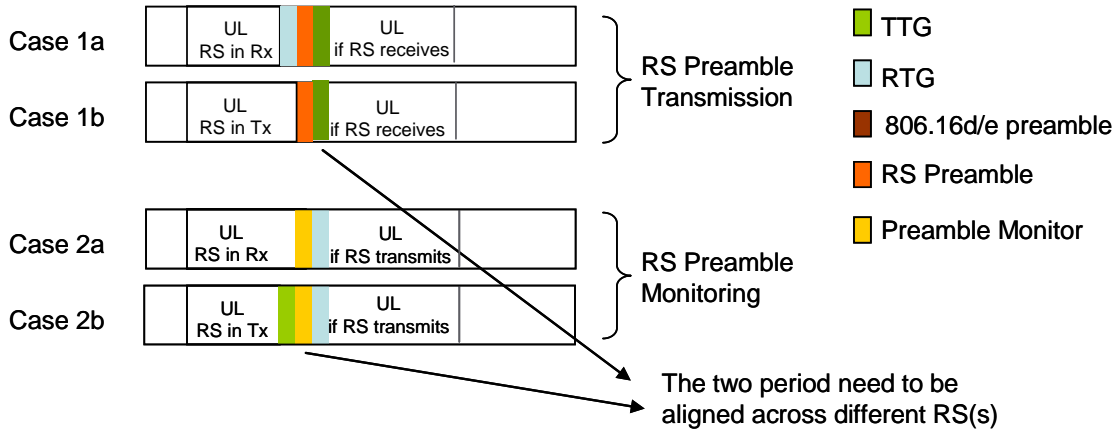 Case 1a
UL
RS in Rx
UL
if RS receives
Case 1b
UL
RS in Tx
UL
if RS receives
RS Preamble
Transmission
Case 2a
UL
RS in Rx
UL
if RS transmits
Case 2b
UL
RS in Tx
UL
if RS transmits
RS Preamble
Monitoring
TTG
RTG
806.16d/e preamble
RS Preamble
Preamble Monitor
The two period need to be
aligned across different RS(s)